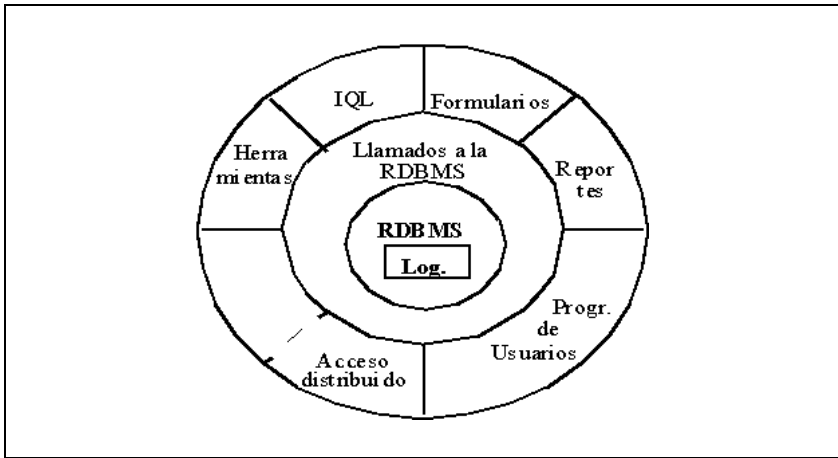 IQL
Formularios
Herra
mientas
Llamados a la
RDBMS
Repor
tes
RDBMS
Log.
Progr.
de
Usuarios
Acceso
distribuido